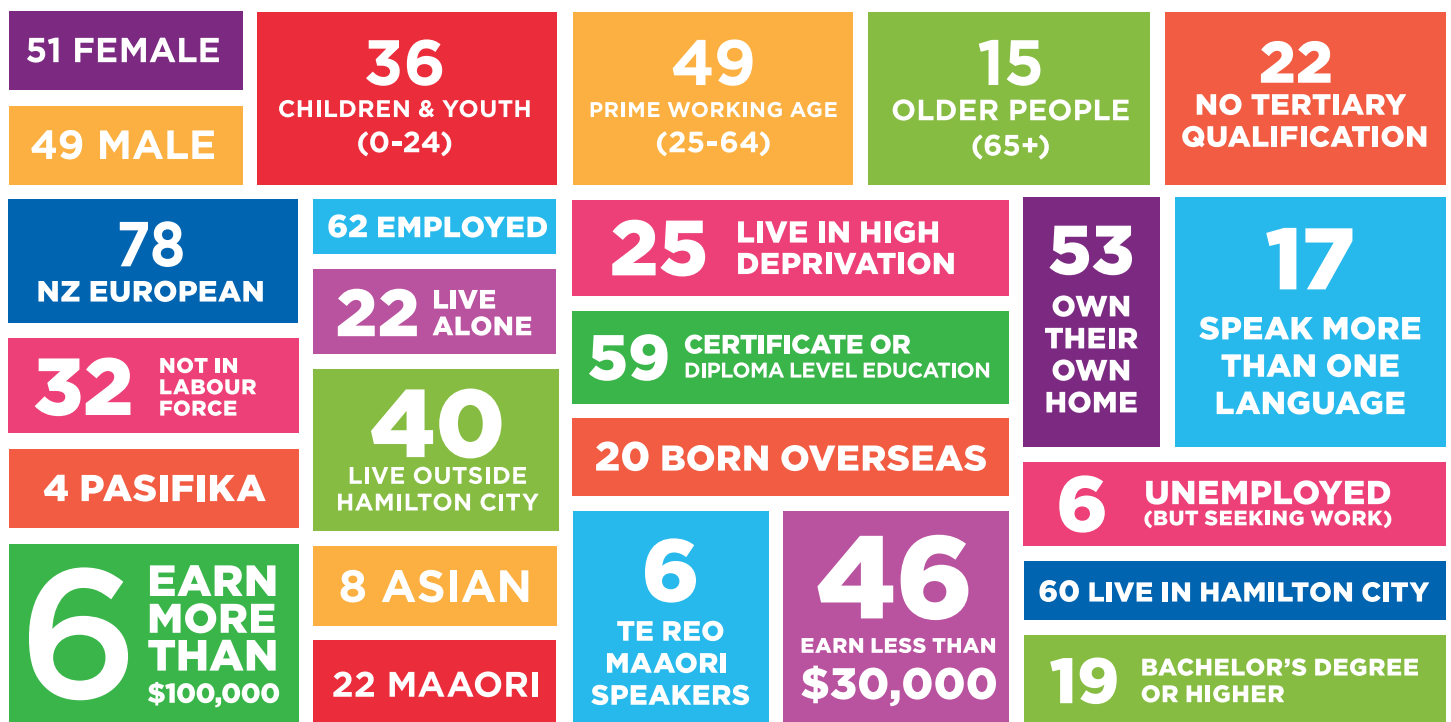 51 FEMALE
49 MALE
36
CHILDREN & YOUTH
(0-24)
49
PRIME WORKING AGE
(25-64)
15
OLDER PEOPLE
(65+)
22
NO TERTIARY
QUALIFICATION
78
NZ EUROPEAN
32
NOT IN
LABOUR
FORCE
4 PASIFIKA
6
EARN
MORE
THAN
$100,000
62 EMPLOYED
22
LIVE
ALONE
40
LIVE OUTSIDE
HAMILTON CITY
8 ASIAN
22 MAAORI
25
LIVE IN HIGH
DEPRIVATION
59
CERTIFICATE OR
DIPLOMA LEVEL EDUCATION
20 BORN OVERSEAS
6
TE REO
MAAORI
SPEAKERS
46
EARN LESS THAN
$30,000
53
OWN
THEIR
OWN
HOME
17
SPEAK MORE
THAN ONE
LANGUAGE
6
UNEMPLOYED
(BUT SEEKING WORK)
60 LIVE IN HAMILTON CITY
19
BACHELOR'S DEGREE
OR HIGHER